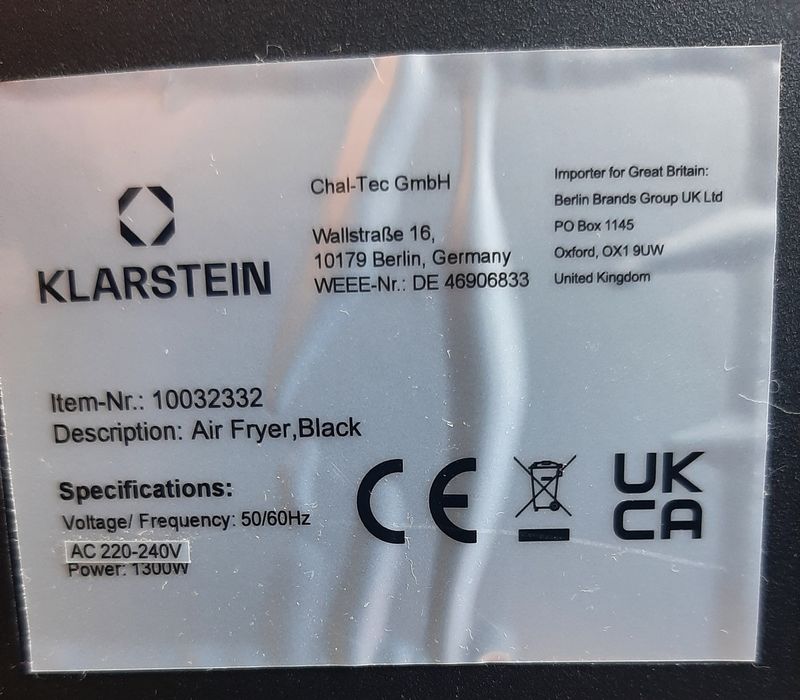 KLARSTEIN
Chal-Tec GmbH
Wallstraße 16,
10179 Berlin, Germany
WEEE-Nr.: DE 46906833
Importer for Great Britain:
Berlin Brands Group UK Ltd
PO Box 1145
Oxford, OX1 9UW
United Kingdom
Item-Nr.: 10032332
Description: Air Fryer,Black
Specifications:
Voltage/ Frequency: 50/60Hz
AC 220-240V
Power: 1300W
CE
UK
CA